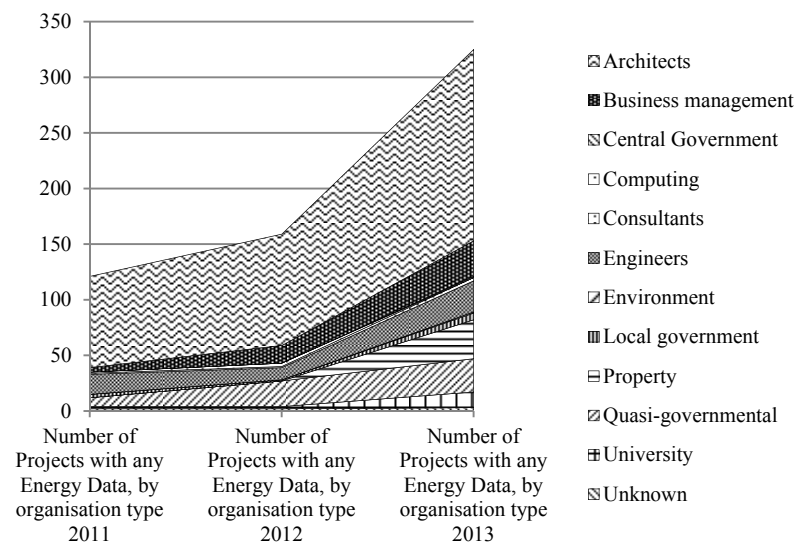 350
300
250
200
150
100
50
0
Number of
Projects with any
Energy Data, by
organisation type
2011
Number of
Projects with any
Energy Data, by
organisation type
2012
Number of
Projects with any
Energy Data, by
organisation type
2013
Architects
Business management
Central Government
Computing
Consultants
Engineers
Environment
Local government
Property
Quasi-governmental
University
Unknown